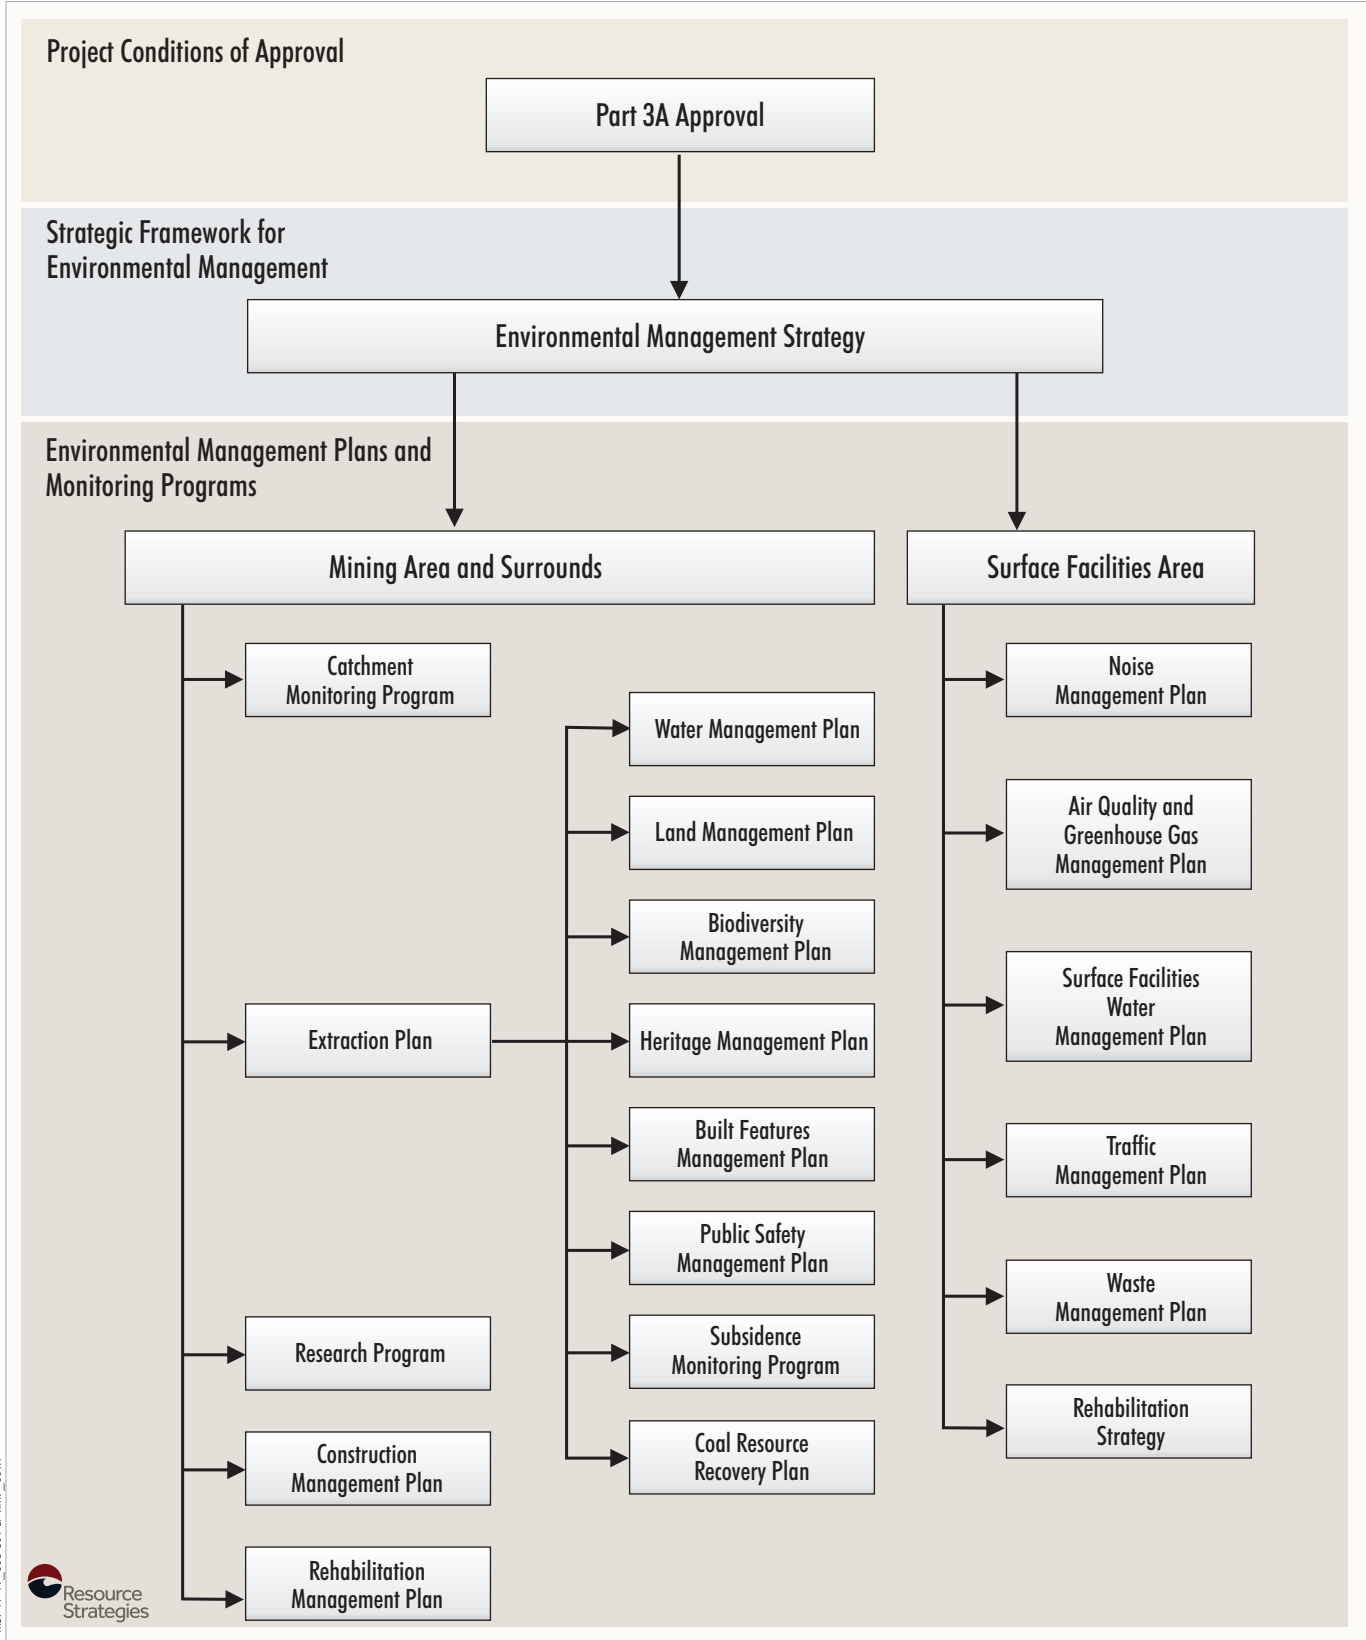 Project Conditions of Approval
Part 3A Approval
Strategic Framework for
Environmental Management
Environmental Management Strategy
Environmental Management Plans and
Monitoring Programs
Mining Area and Surrounds
Surface Facilities Area
Catchment
Monitoring Program
Extraction Plan
Research Program
Construction
Management Plan
Rehabilitation
Management Plan
Water Management Plan
Land Management Plan
Biodiversity
Management Plan
Heritage Management Plan
Built Features
Management Plan
Public Safety
Management Plan
Subsidence
Monitoring Program
Coal Resource
Recovery Plan
Noise
Management Plan
Air Quality and
Greenhouse Gas
Management Plan
Surface Facilities
Water
Management Plan
Traffic
Management Plan
Waste
Management Plan
Rehabilitation
Strategy
Resource
Strategies